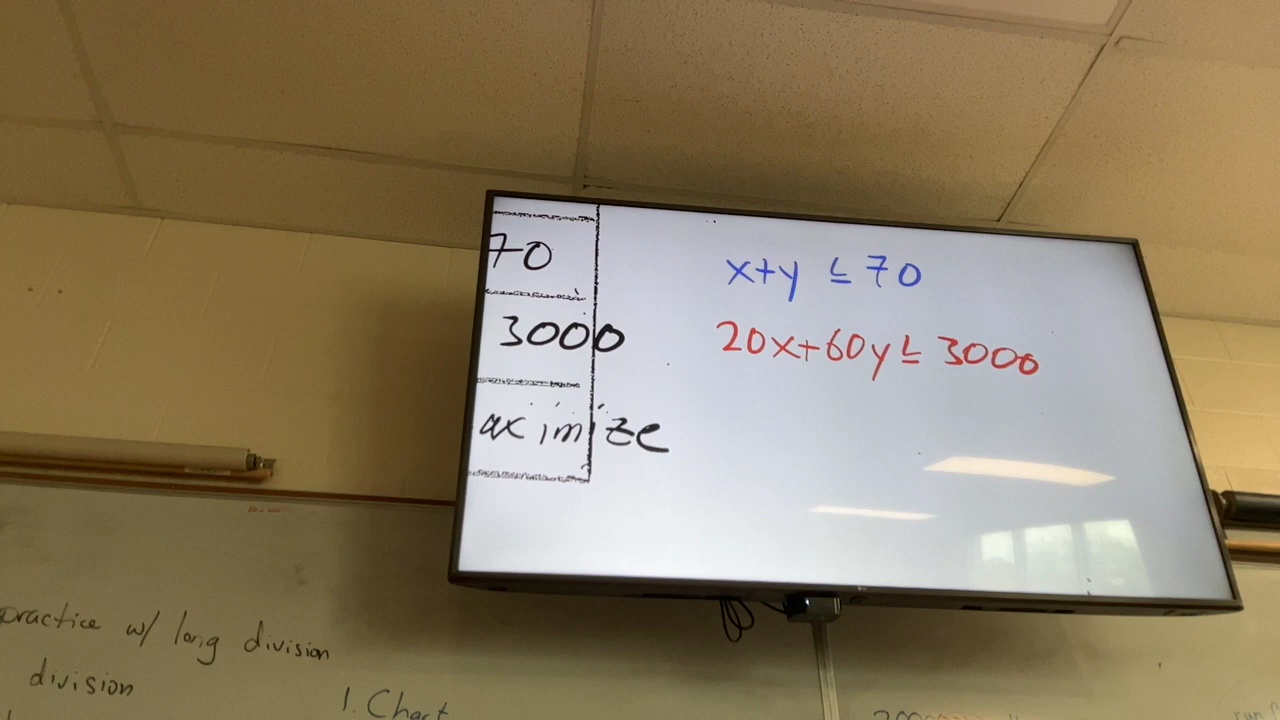 70
3000
aximize
x+y ≤ 70
20x+60y ≤ 3000
practice w/ long division
division
1. Chart